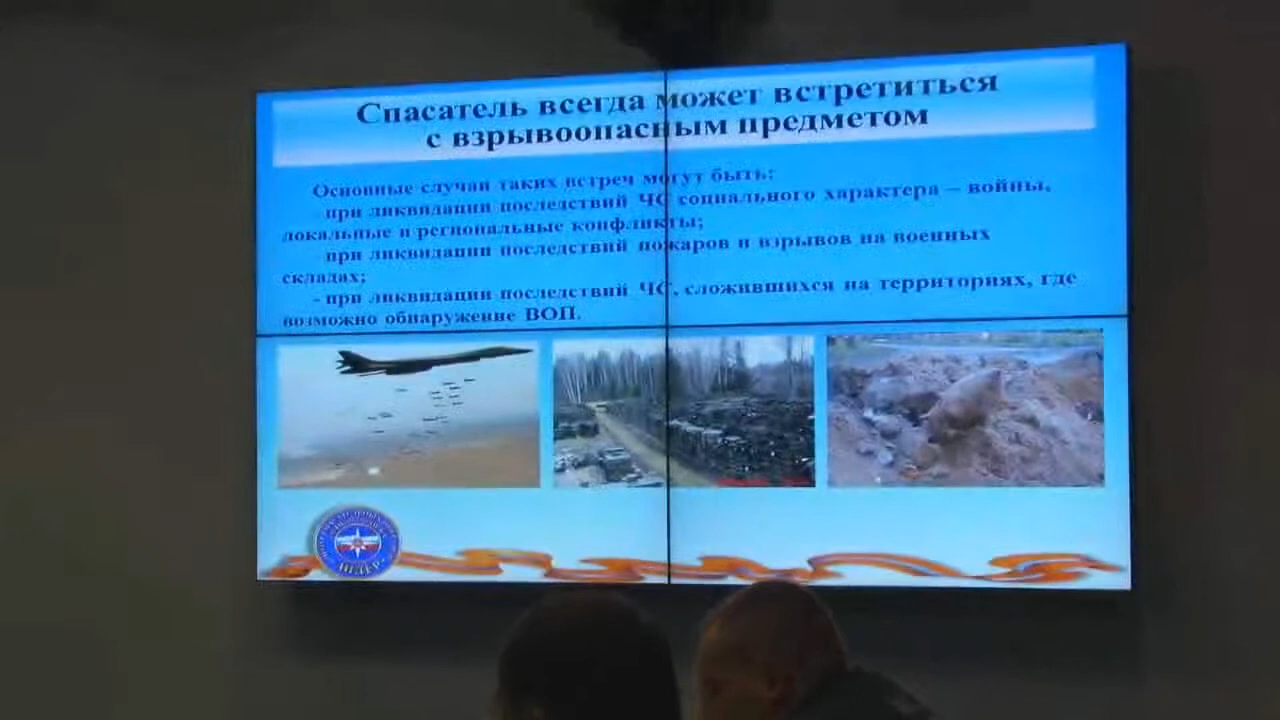 Спасатель всегда может встретиться
с взрывоопасным предметом
Основные случаи таких встреч могут быть:
при ликвидации последствий ЧС социального характера – войны,
локальные и региональные конфликты;
при ликвидации последствий пожаров и взрывов на военных
складах;
- при ликвидации последствий ЧС, сложившихся на территориях, где
возможно обнаружение ВОП.
ЛИДЕР